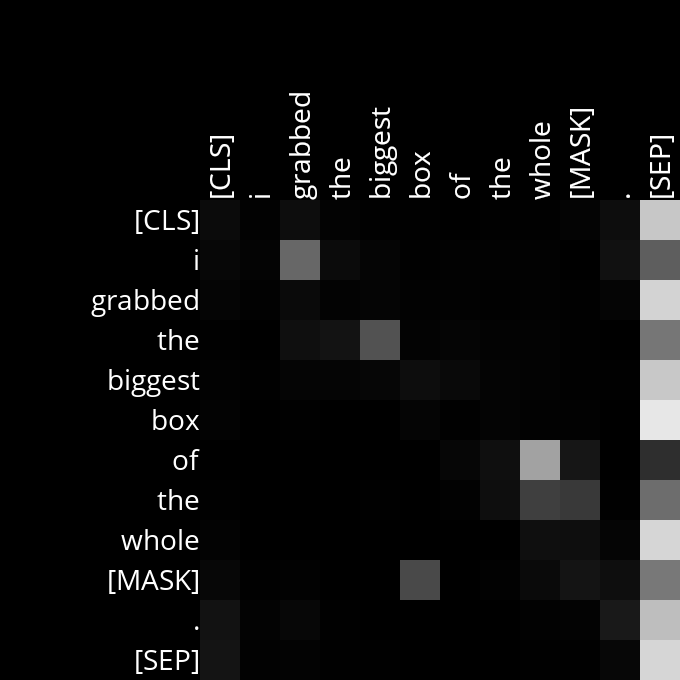 [CLS] i grabbed the biggest box of the whole [MASK] . [SEP]
[CLS]
i
grabbed
the
biggest
box
of
the
whole
[MASK]
.
[SEP]